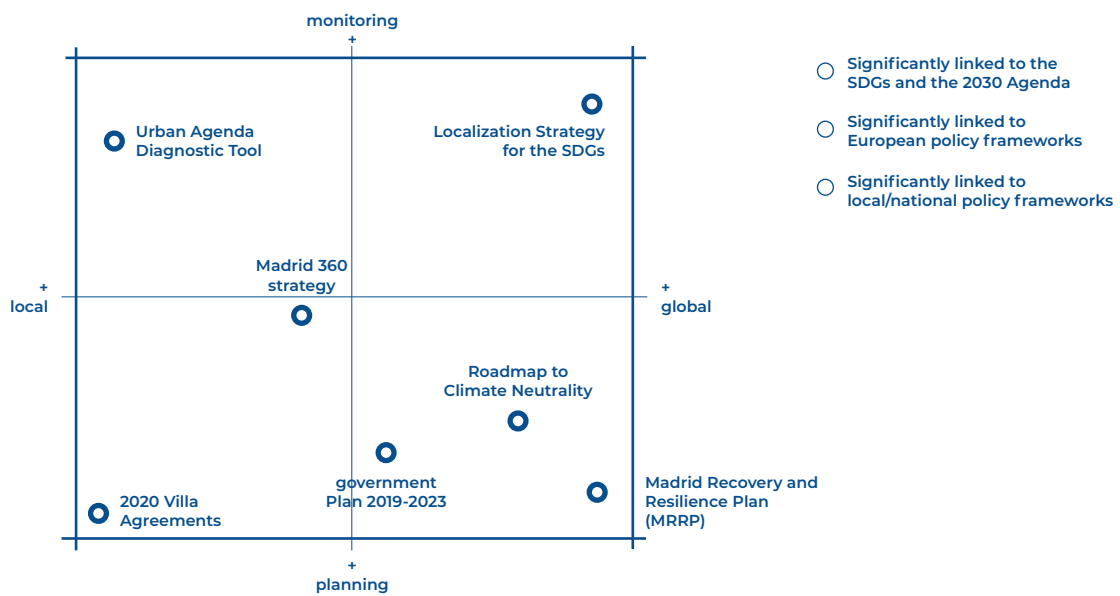 monitoring
+
Significantly linked to the
SDGs and the 2030 Agenda
Significantly linked to
European policy frameworks
Significantly linked to
local/national policy frameworks
Urban Agenda
Diagnostic Tool
Localization Strategy
for the SDGs
Madrid 360
strategy
+
local
+
global
Roadmap to
Climate Neutrality
government
Plan 2019-2023
Madrid Recovery and
Resilience Plan
(MRRP)
2020 Villa
Agreements
+
planning